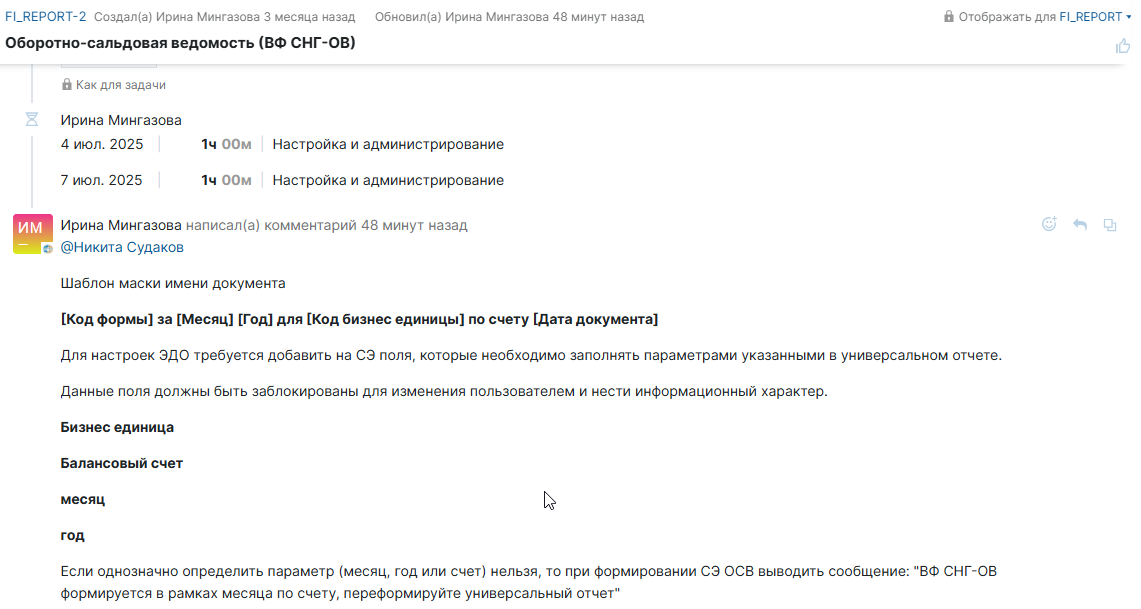 FI_REPORT-2 Создал(а) Ирина Мингазова 3 месяца назад Обновил(а) Ирина Мингазова 48 минут назад Отображать для FI_REPORT
Оборотно-сальдовая ведомость (ВФ СНГ-ОВ)
Как для задачи
Ирина Мингазова
4 июл. 2025 1ч 00м Настройка и администрирование
7 июл. 2025 1ч 00м Настройка и администрирование
ИМ Ирина Мингазова написал(а) комментарий 48 минут назад
@Никита Судаков
Шаблон маски имени документа
[Код формы] за [Месяц] [Год] для [Код бизнес единицы] по счету [Дата документа]
Для настроек ЭДО требуется добавить на СЭ поля, которые необходимо заполнять параметрами указанными в универсальном отчете.
Данные поля должны быть заблокированы для изменения пользователем и нести информационный характер.
Бизнес единица
Балансовый счет
месяц
год
Если однозначно определить параметр (месяц, год или счет) нельзя, то при формировании СЭ ОСВ выводить сообщение: "ВФ СНГ-ОВ
формируется в рамках месяца по счету, переформируйте универсальный отчет"